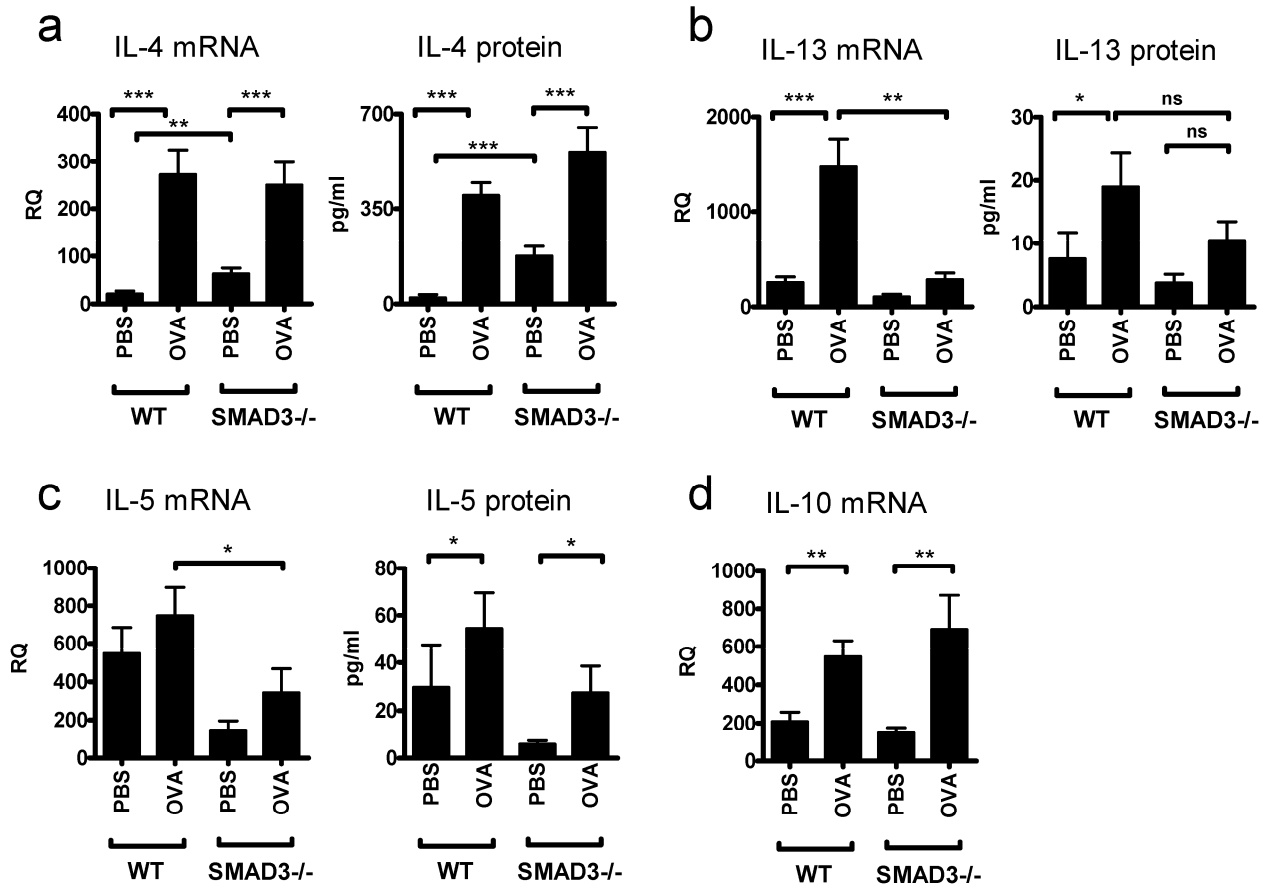 a
IL-4 mRNA
IL-4 protein
b
IL-13 mRNA
IL-13 protein
*** *** **
400
300
200
100
0
RQ
PBS OVA PBS OVA
WT SMAD3-/-
*** *** ***
700
350
0
pg/ml
PBS OVA PBS OVA
WT SMAD3-/-
*** **
2000
1000
0
RQ
PBS OVA PBS OVA
WT SMAD3-/-
* ns
ns
30
20
10
0
pg/ml
PBS OVA PBS OVA
WT SMAD3-/-
c
IL-5 mRNA
IL-5 protein
d
IL-10 mRNA
*
1000
800
600
400
200
0
RQ
PBS OVA PBS OVA
WT SMAD3-/-
* *
80
60
40
20
0
pg/ml
PBS OVA PBS OVA
WT SMAD3-/-
** **
1000
800
600
400
200
0
RQ
PBS OVA PBS OVA
WT SMAD3-/-